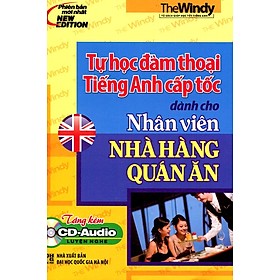 Phiên bản mới nhất
NEW
EDITION
TheWindy
Tự học đàm thoại
Tiếng Anh cấp tốc
dành cho
Nhân viên
NHÀ HÀNG
QUÁN ĂN
Tặng kèm
CD-Audio
LUYỆN NGHE
NHÀ XUẤT BẢN
ĐẠI HỌC QUỐC GIA HÀ NỘI